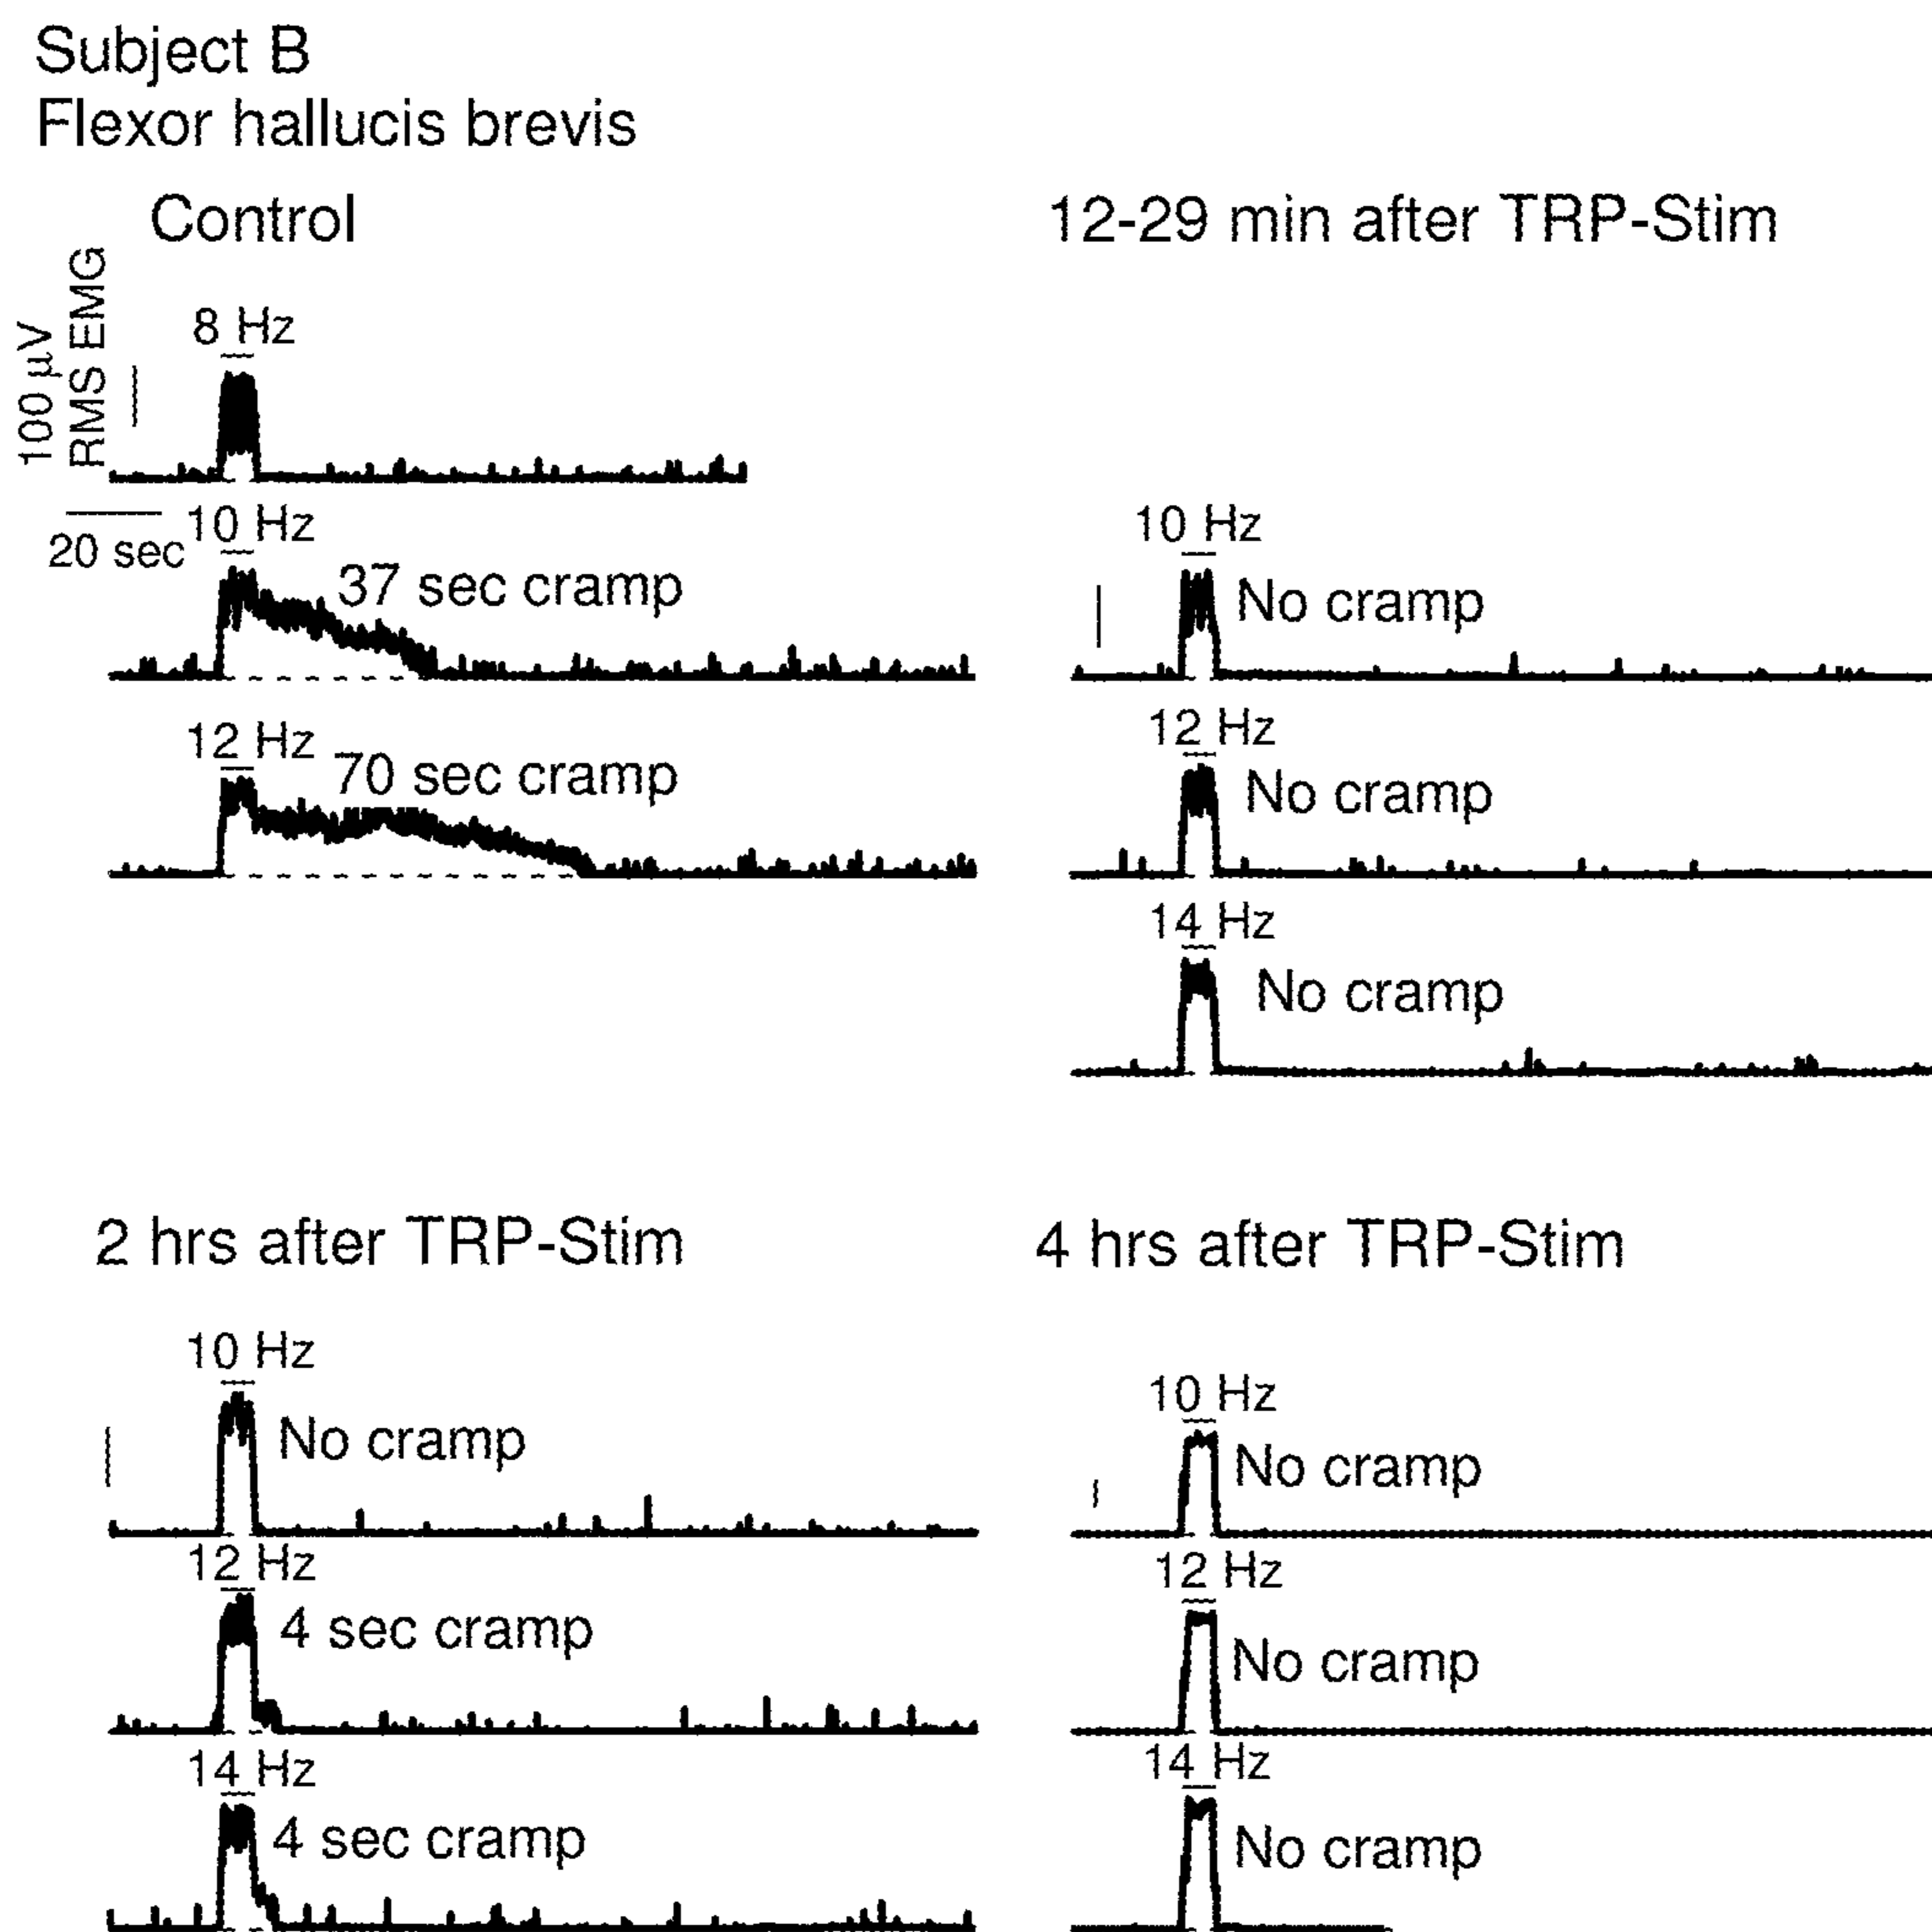 Subject B
Flexor hallucis brevis
Control
100 µV
RMS EMG
8 Hz
20 sec
10 Hz
37 sec cramp
12 Hz
70 sec cramp
12-29 min after TRP-Stim
10 Hz
No cramp
12 Hz
No cramp
14 Hz
No cramp
2 hrs after TRP-Stim
10 Hz
No cramp
12 Hz
4 sec cramp
14 Hz
4 sec cramp
4 hrs after TRP-Stim
10 Hz
No cramp
12 Hz
No cramp
14 Hz
No cramp